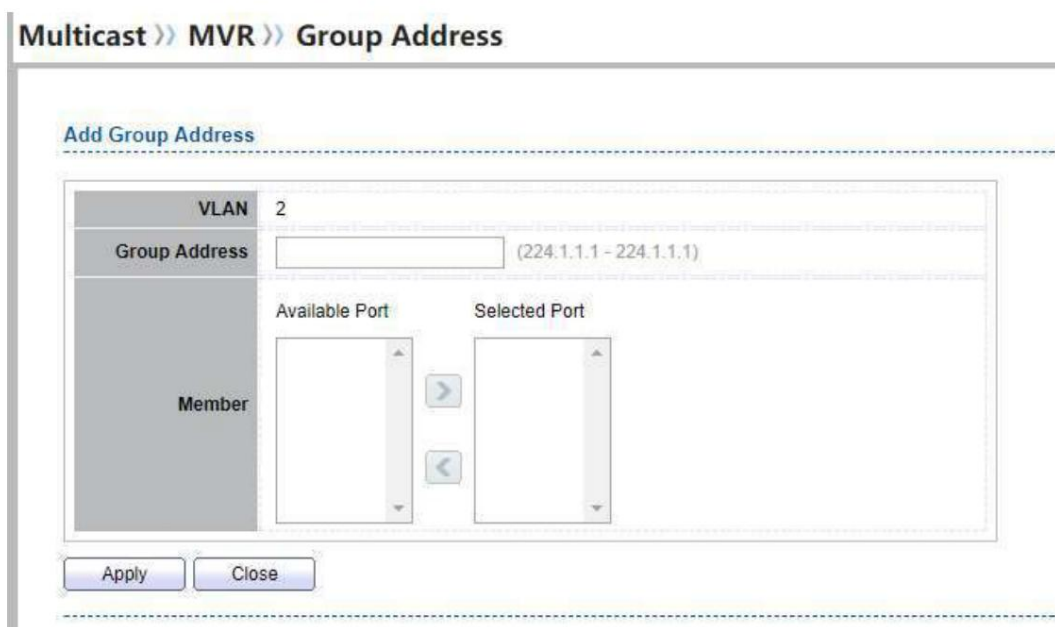 Multicast » MVR » Group Address
Add Group Address
VLAN 2
Group Address (224.1.1.1 - 224.1.1.1)
Available Port Selected Port
Member
Apply Close